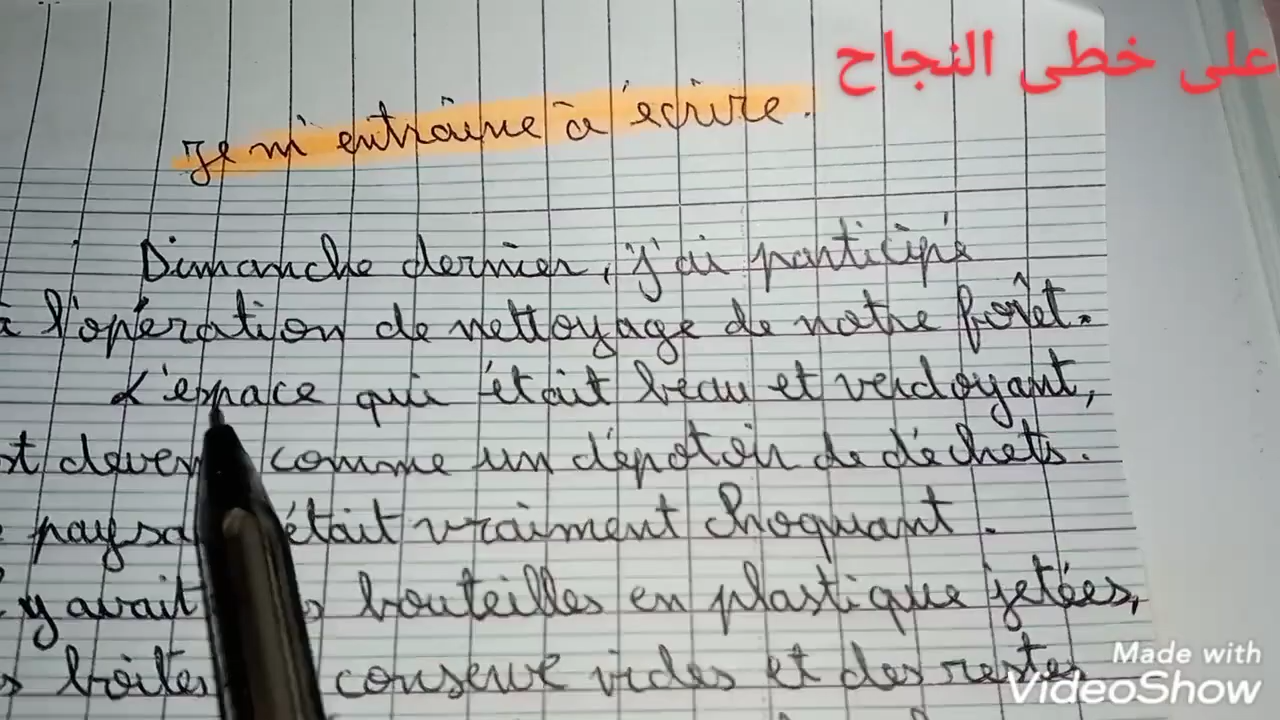 على خطى النجاح
Je m'entraîne à écrire.
Dimanche dernier, j'ai participé
à l'opération de nettoyage de notre forêt.
L'espace qui était beau et verdoyant,
comme un dépotoir de déchets.
était vraiment choquant.
y avait bouteilles en plastique jetées,
boîtes conserve vides et des restes
Made with
VideoShow